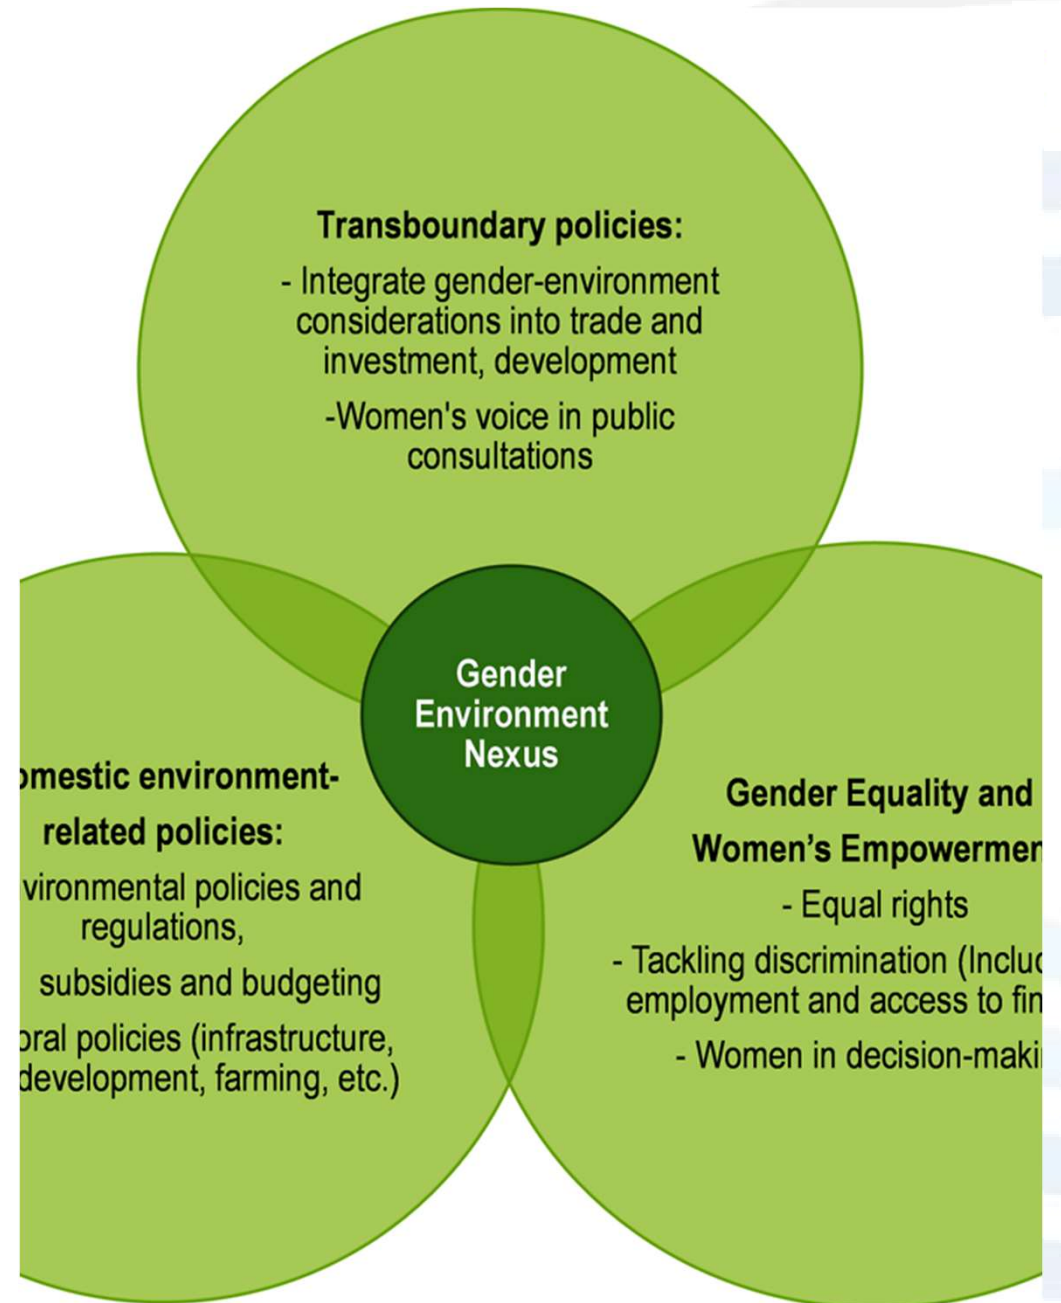 Transboundary policies:
- Integrate gender-environment
considerations into trade and
investment, development
-Women's voice in public
consultations
Gender
Environment
Nexus
omestic environment-
related policies:
vironmental policies and
regulations,
subsidies and budgeting
oral policies (infrastructure,
development, farming, etc.)
Gender Equality and
Women’s Empowermen
- Equal rights
- Tackling discrimination (Includ
employment and access to fin
- Women in decision-maki